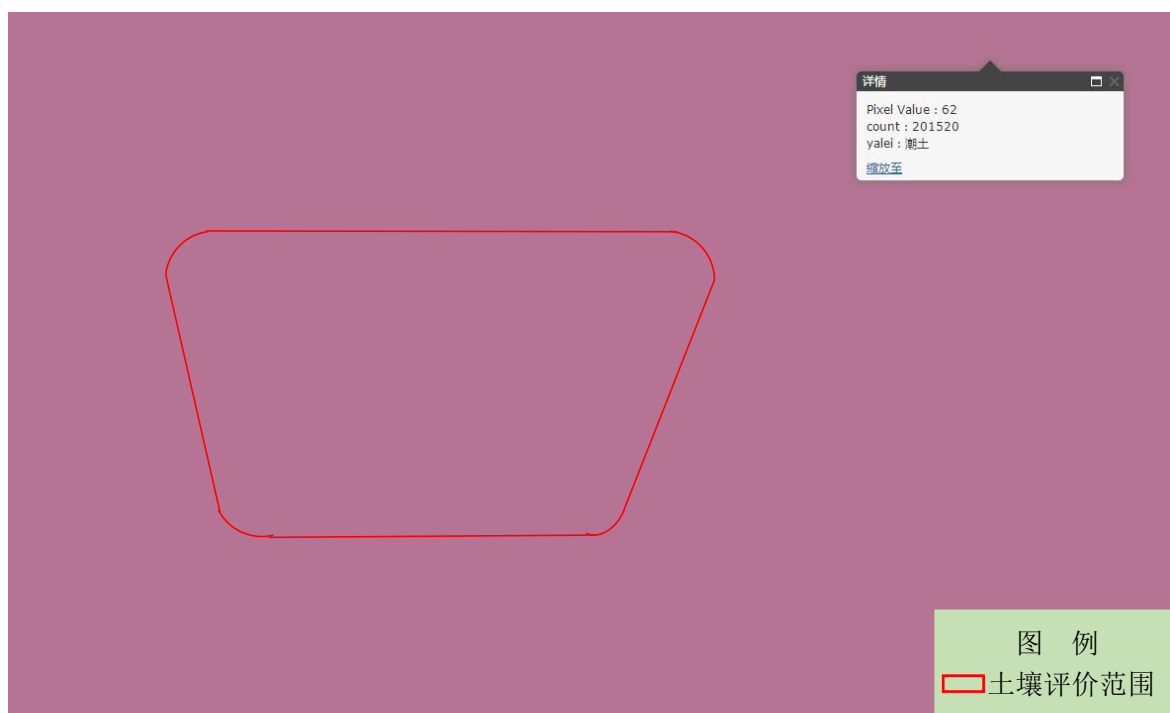 详情
Pixel Value : 62
count : 201520
yalei : 潮土
缩放至
图 例
土壤评价范围